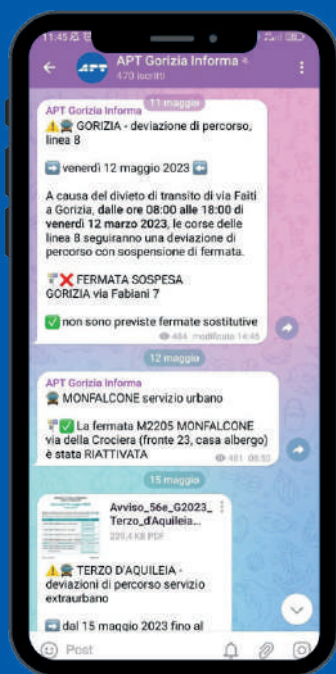 11.45
APT Gorizia Informa
470 iscritti
11 maggio
APT Gorizia Informa
GORIZIA - deviazione di percorso,
linea 8
venerdì 12 maggio 2023
A causa del divieto di transito di via Faiti
a Gorizia, dalle ore 08:00 alle 18:00 di
venerdì 12 marzo 2023, le corse delle
linea 8 seguiranno una deviazione di
percorso con sospensione di fermata.
FERMATA SOSPESA
GORIZIA via Fabiani 7
non sono previste fermate sostitutive
484 modificato 14:45
12 maggio
APT Gorizia Informa
MONFALCONE servizio urbano
La fermata M2205 MONFALCONE
via della Crociera (fronte 23, casa albergo)
è stata RIATTIVATA
481 08:52
15 maggio
Avviso_56e_G2023_
Terzo_d'Aquileia...
220,4 KB PDF
TERZO D'AQUILEIA -
deviazioni di percorso servizio
extraurbano
dal 15 maggio 2023 fino al
Post